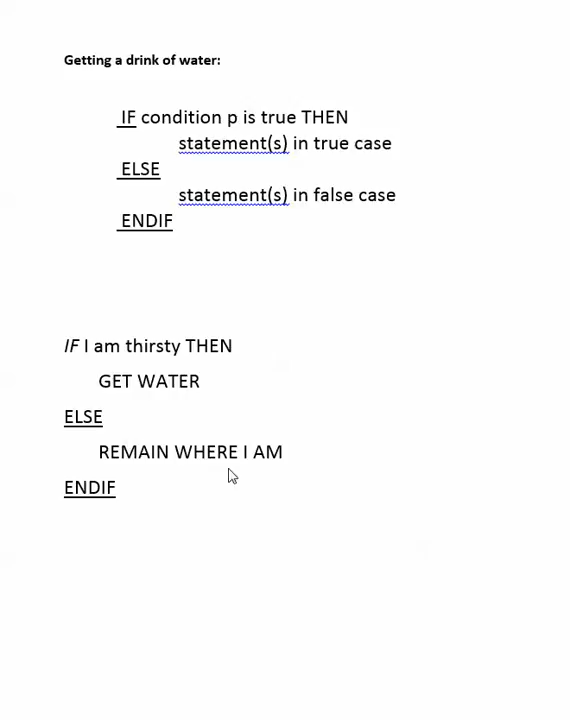 Getting a drink of water:
IF condition p is true THEN
statement(s) in true case
ELSE
statement(s) in false case
ENDIF
IF I am thirsty THEN
GET WATER
ELSE
REMAIN WHERE I AM
ENDIF